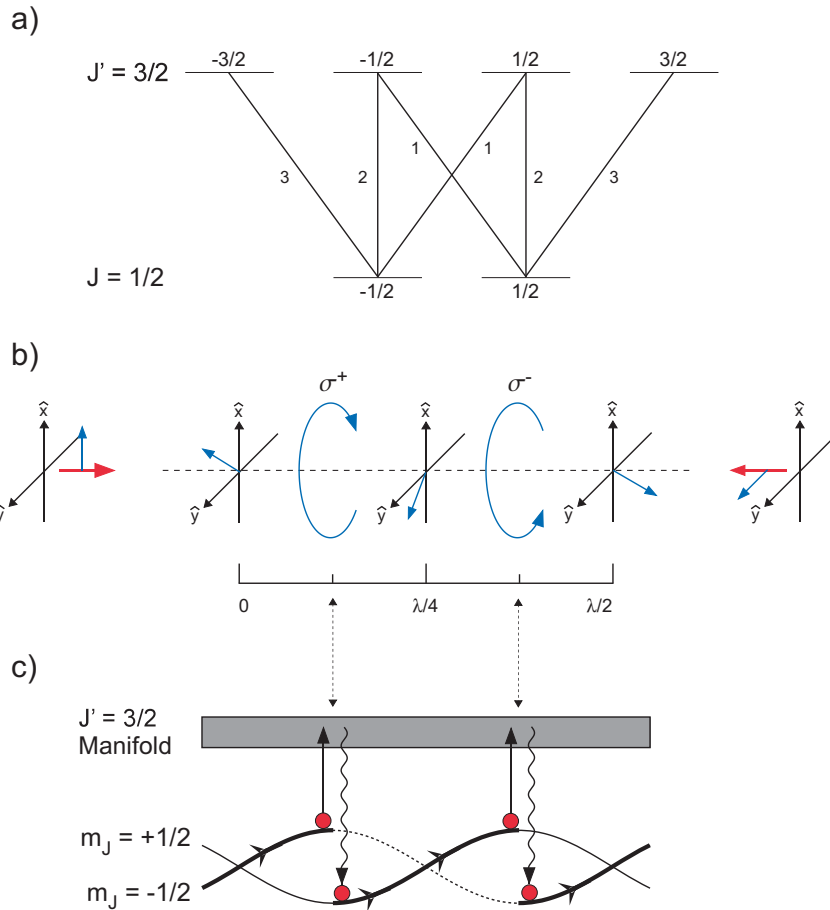 a)
-3/2 -1/2 1/2 3/2
J' = 3/2
1 1
3 2 2 3
J = 1/2
-1/2 1/2
b)
σ+ σ-
x̂ x̂ x̂ x̂ x̂
ŷ ŷ ŷ ŷ ŷ
0 λ/4 λ/2
c)
J' = 3/2
Manifold
mJ = +1/2
mJ = -1/2